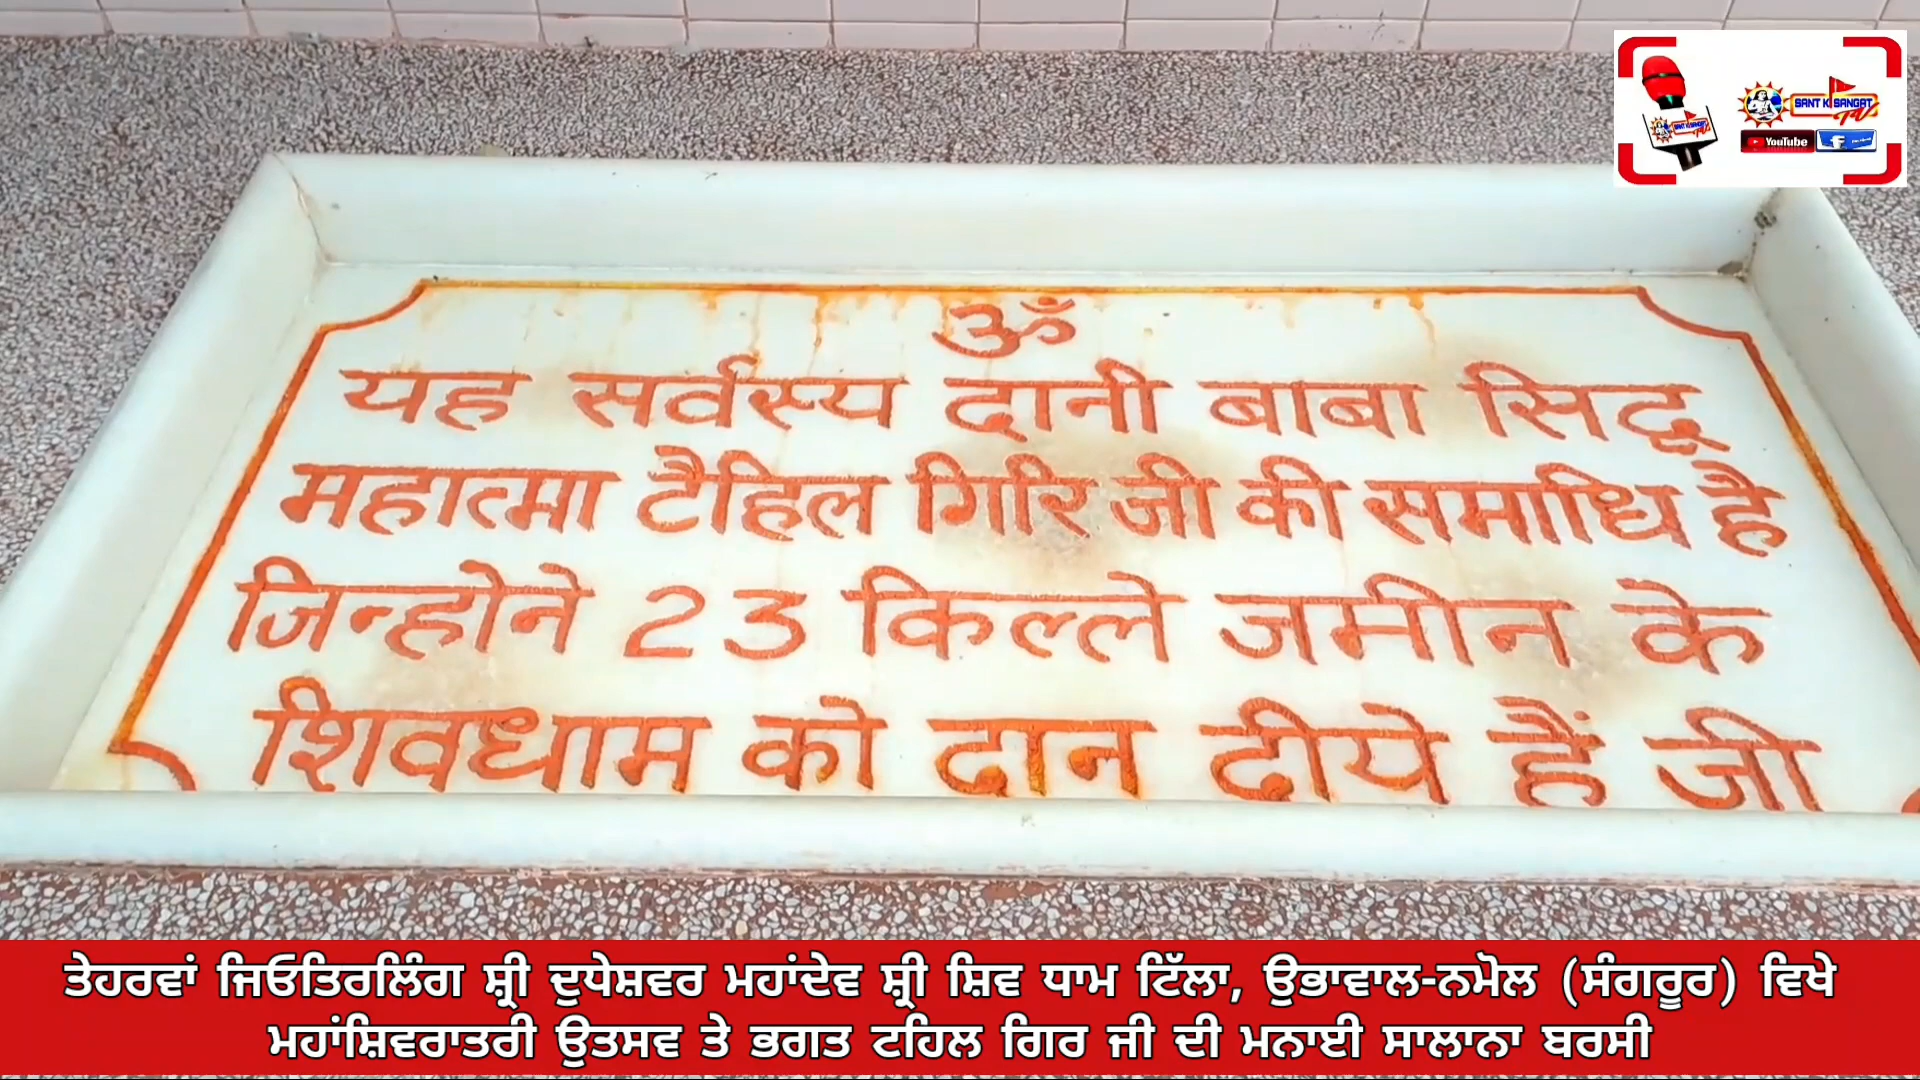 SANT KI SANGAT
YouTube
ॐ
यह सर्वस्य दानी बाबा सिदू
महात्मा टैहिल गिरि जी की समाधि है
जिन्होने 23 किल्ले जमीन के
शिवधाम को दान दीये हैं जी
ਤੇਹਰਵਾਂ ਜਿਓਤਿਰਲਿੰਗ ਸ਼੍ਰੀ ਦੁਧੇਸ਼ਵਰ ਮਹਾਂਦੇਵ ਸ਼੍ਰੀ ਸ਼ਿਵ ਧਾਮ ਟਿੱਲਾ, ਉਭਾਵਾਲ-ਨਮੋਲ (ਸੰਗਰੂਰ) ਵਿਖੇ
ਮਹਾਂਸ਼ਿਵਰਾਤਰੀ ਉਤਸਵ ਤੇ ਭਗਤ ਟਹਿਲ ਗਿਰ ਜੀ ਦੀ ਮਨਾਈ ਸਾਲਾਨਾ ਬਰਸੀ